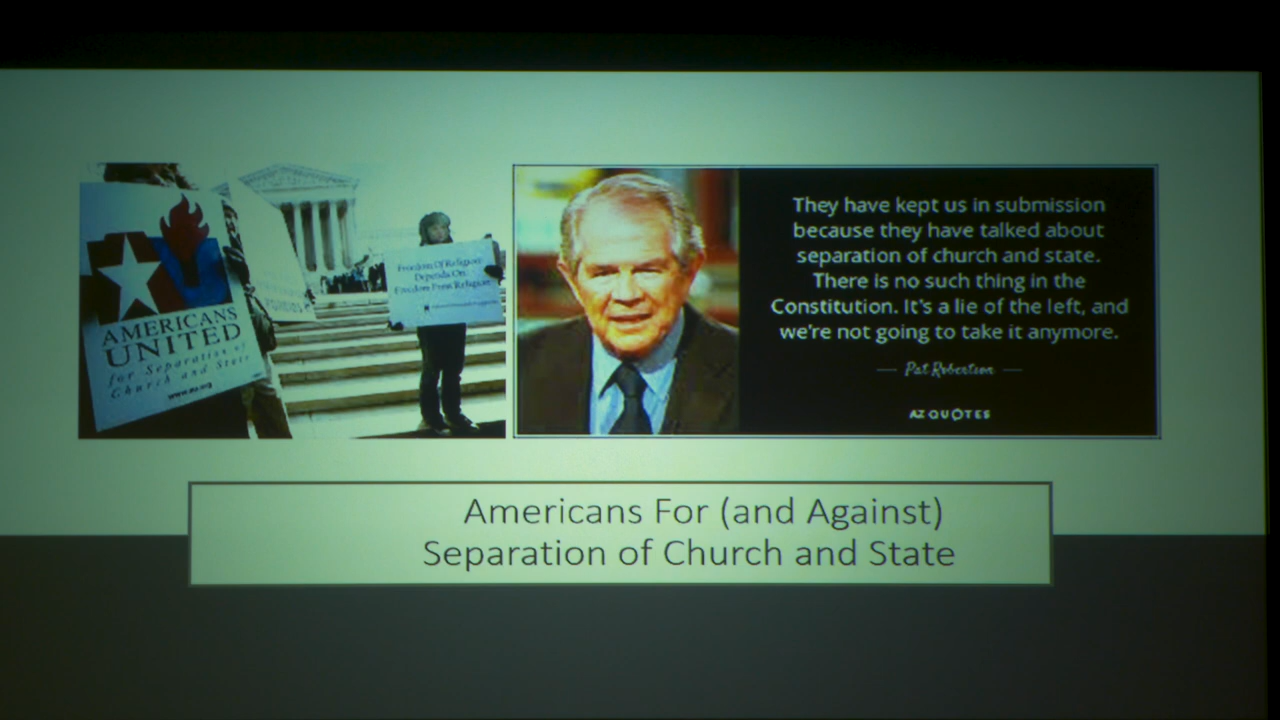 AMERICANS
UNITED
for Separation of
Church and State
www.au.org
Freedom Of Religion
Depends On
Freedom From Religion
They have kept us in submission
because they have talked about
separation of church and state.
There is no such thing in the
Constitution. It's a lie of the left, and
we're not going to take it anymore.
— Pat Robertson —
AZ QUOTES
Americans For (and Against)
Separation of Church and State